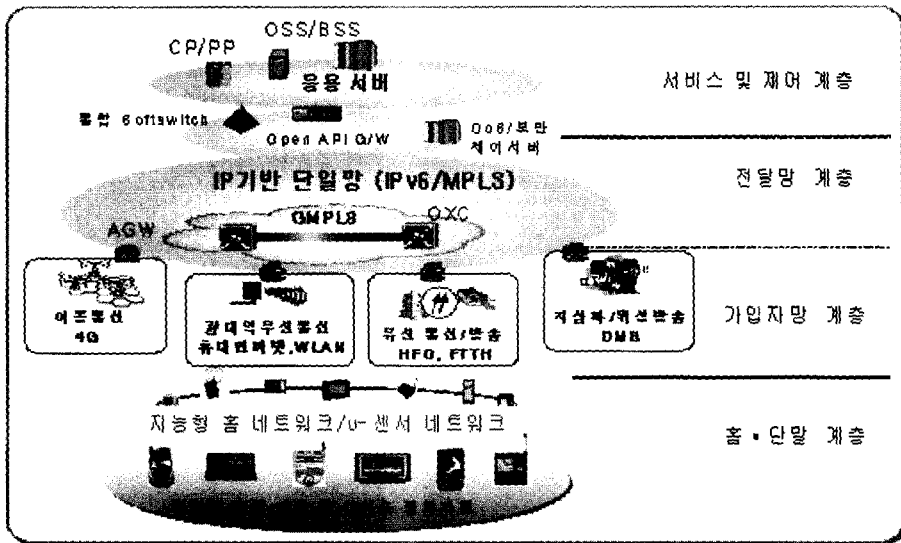 OSS/BSS
CP/PP
응용 서버
서비스 및 제어 계층
통합 Softswitch
Open API G/W
QoS/보안
제어서버
IP기반 단일망 (IPv6/MPLS)
전달망 계층
GMPLS
OXC
AGW
이동통신
4G
광대역무선통신
휴대인터넷,WLAN
유선 통신/방송
HFC, FTTH
지상파/위성방송
DMB
가입자망 계층
지능형 홈 네트워크/u-센서 네트워크
홈·단말 계층